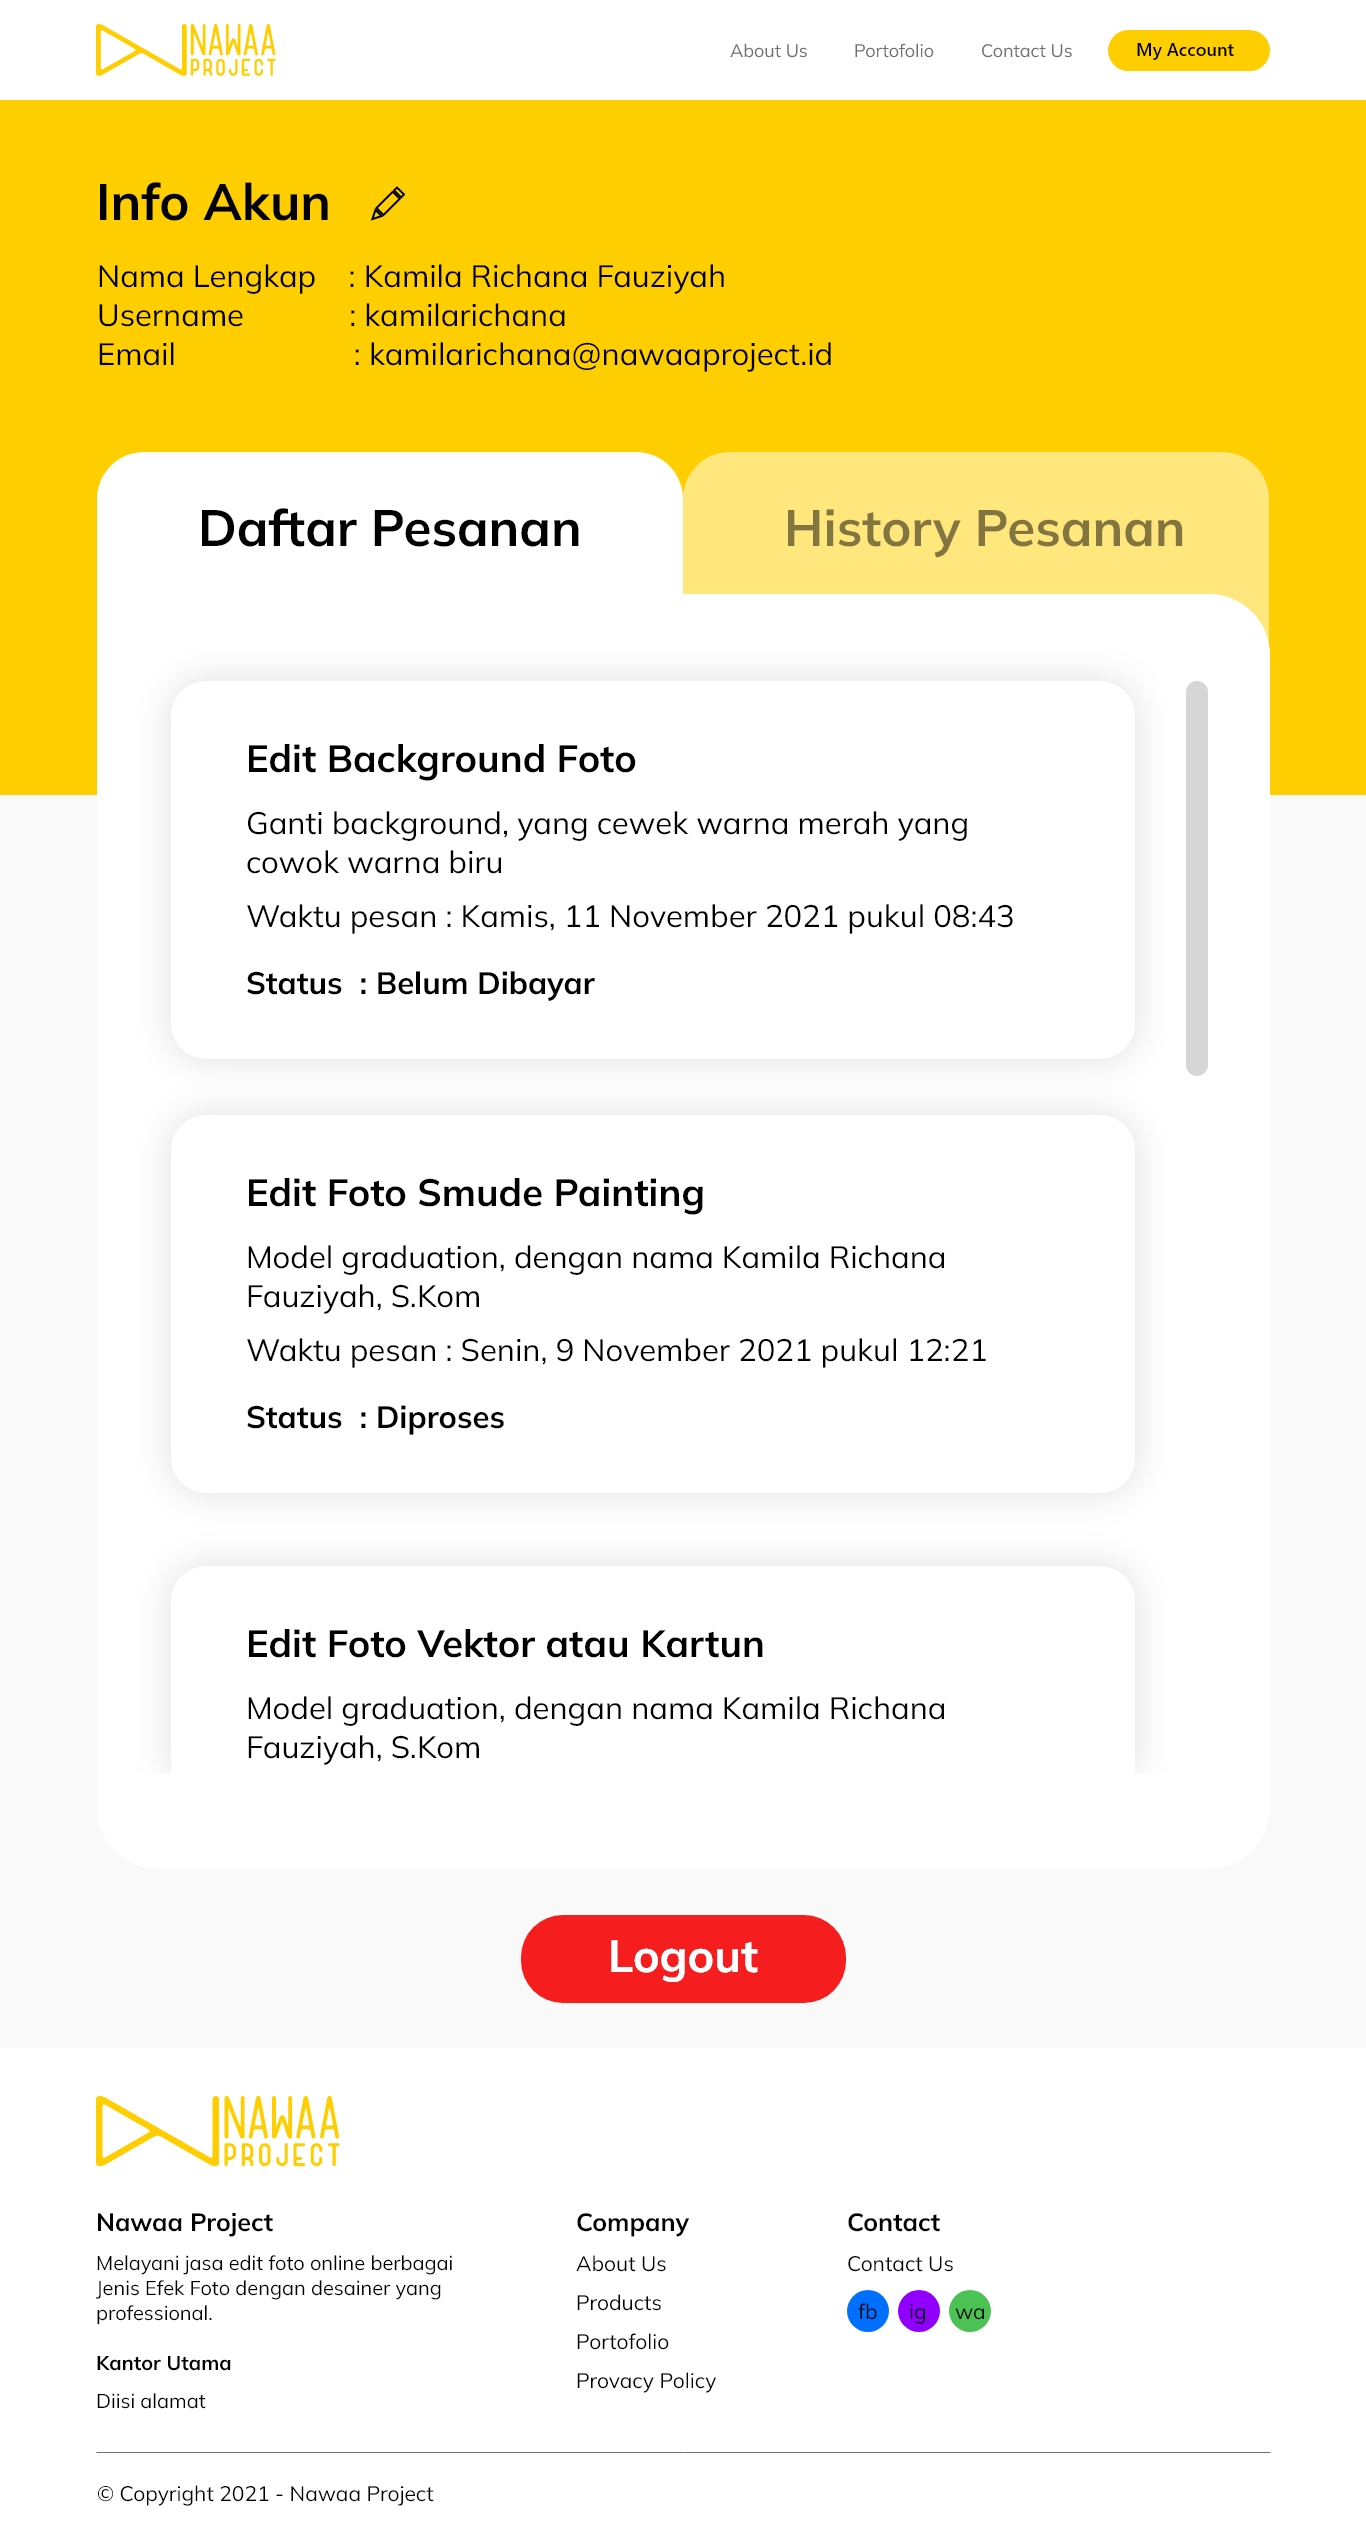 NAWAA
PROJECT
About Us
Portofolio
Contact Us
My Account
Info Akun
Nama Lengkap : Kamila Richana Fauziyah
Username : kamilarichana
Email : kamilarichana@nawaaproject.id
Daftar Pesanan
History Pesanan
Edit Background Foto
Ganti background, yang cewek warna merah yang
cowok warna biru
Waktu pesan : Kamis, 11 November 2021 pukul 08:43
Status : Belum Dibayar
Edit Foto Smude Painting
Model graduation, dengan nama Kamila Richana
Fauziyah, S.Kom
Waktu pesan : Senin, 9 November 2021 pukul 12:21
Status : Diproses
Edit Foto Vektor atau Kartun
Model graduation, dengan nama Kamila Richana
Fauziyah, S.Kom
Logout
NAWAA
PROJECT
Nawaa Project
Melayani jasa edit foto online berbagai
Jenis Efek Foto dengan desainer yang
professional.
Kantor Utama
Diisi alamat
Company
About Us
Products
Portofolio
Provacy Policy
Contact
Contact Us
fb ig wa
© Copyright 2021 - Nawaa Project